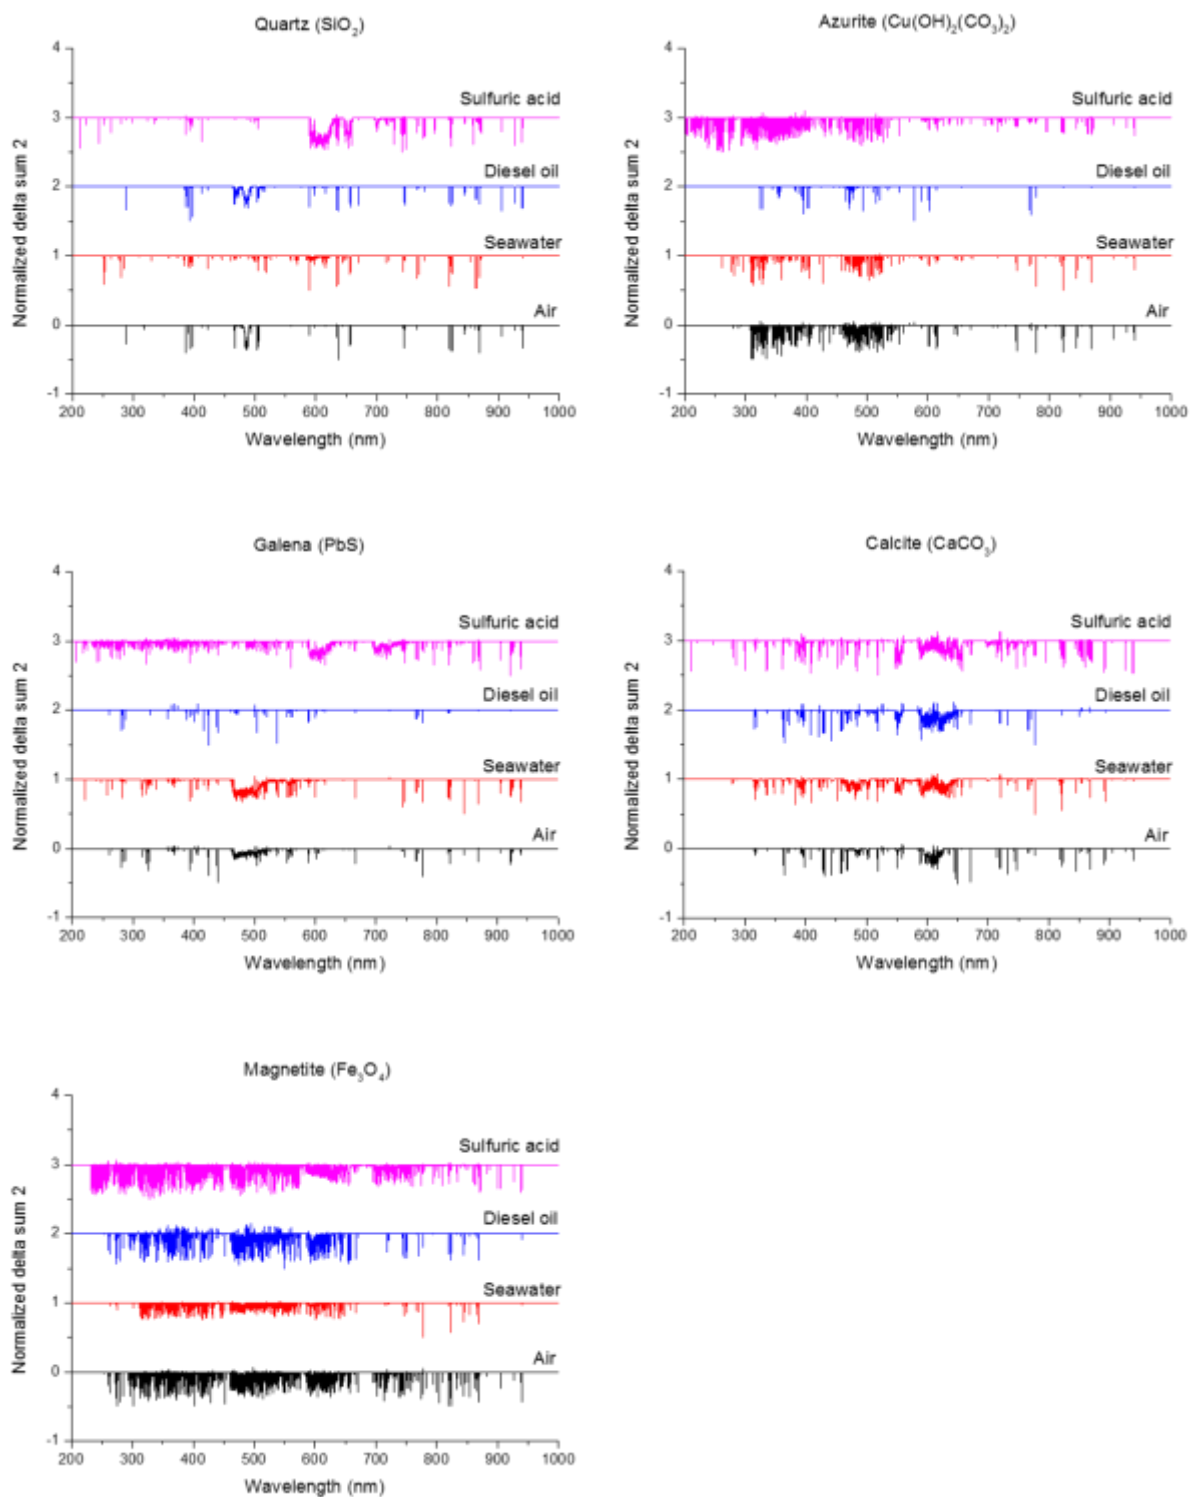 Quartz (SiO2)
4
Sulfuric acid
3
Diesel oil
2
Seawater
1
Air
0
-1
200 300 400 500 600 700 800 900 1000
Wavelength (nm)
Normalized delta sum 2
Azurite (Cu(OH)2(CO3)2)
4
Sulfuric acid
3
Diesel oil
2
Seawater
1
Air
0
-1
200 300 400 500 600 700 800 900 1000
Wavelength (nm)
Normalized delta sum 2
Galena (PbS)
4
Sulfuric acid
3
Diesel oil
2
Seawater
1
Air
0
-1
200 300 400 500 600 700 800 900 1000
Wavelength (nm)
Normalized delta sum 2
Calcite (CaCO3)
4
Sulfuric acid
3
Diesel oil
2
Seawater
1
Air
0
-1
200 300 400 500 600 700 800 900 1000
Wavelength (nm)
Normalized delta sum 2
Magnetite (Fe3O4)
4
Sulfuric acid
3
Diesel oil
2
Seawater
1
Air
0
-1
200 300 400 500 600 700 800 900 1000
Wavelength (nm)
Normalized delta sum 2